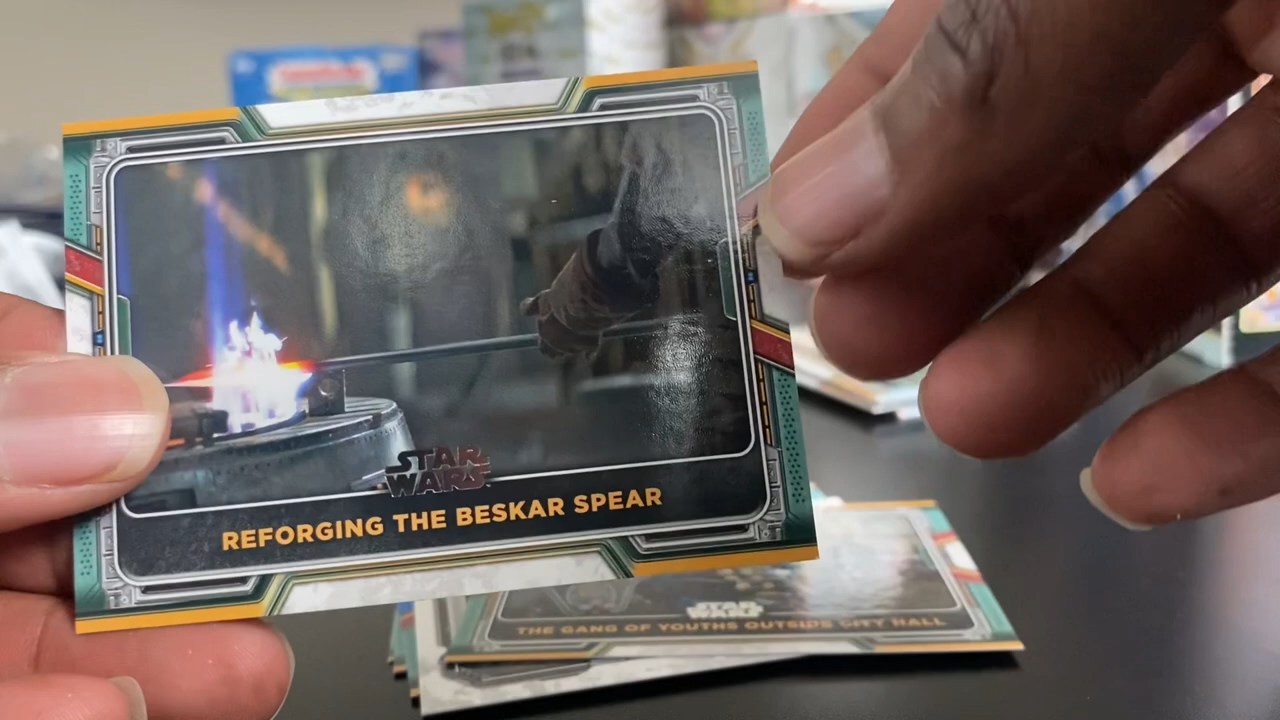 STAR
WARS
REFORGING THE BESKAR SPEAR
STAR
WARS
THE GANG OF YOUTHS OUTSIDE CITY HALL